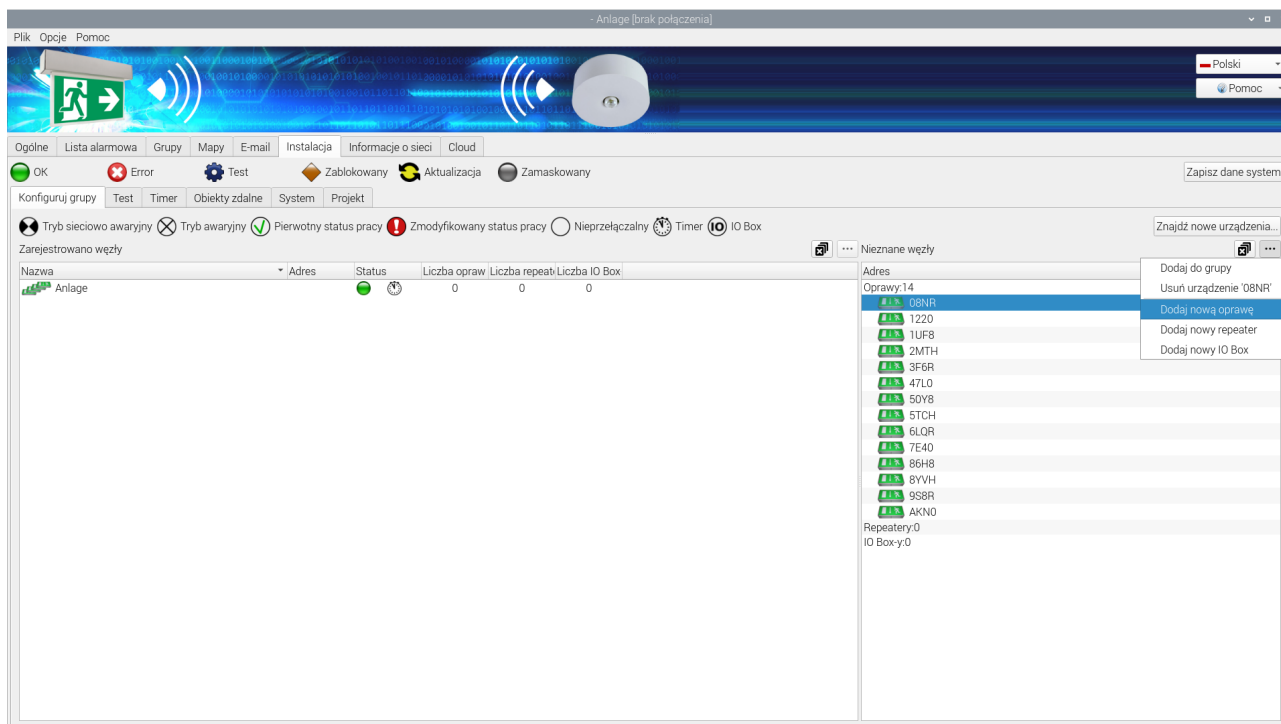 - Anlage [brak połączenia]
Plik Opcje Pomoc
Polski
Pomoc
Ogólne Lista alarmowa Grupy Mapy E-mail Instalacja Informacje o sieci Cloud
OK Error Test Zablokowany Aktualizacja Zamaskowany Zapisz dane system
Konfiguruj grupy Test Timer Obiekty zdalne System Projekt
Tryb sieciowo awaryjny Tryb awaryjny Pierwotny status pracy Zmodyfikowany status pracy Nieprzełączalny Timer IO IO Box Znajdź nowe urządzenia...
Zarejestrowano węzły ... Nieznane węzły ...
Nazwa Adres Status Liczba opraw Liczba repeat Liczba IO Box Adres
Anlage 0 0 0
Oprawy:14
08NR
1220
1UF8
2MTH
3F6R
47L0
50Y8
5TCH
6LQR
7E40
86H8
8YVH
9S8R
AKN0
Repeatery:0
IO Box-y:0
Dodaj do grupy
Usuń urządzenie '08NR'
Dodaj nową oprawę
Dodaj nowy repeater
Dodaj nowy IO Box